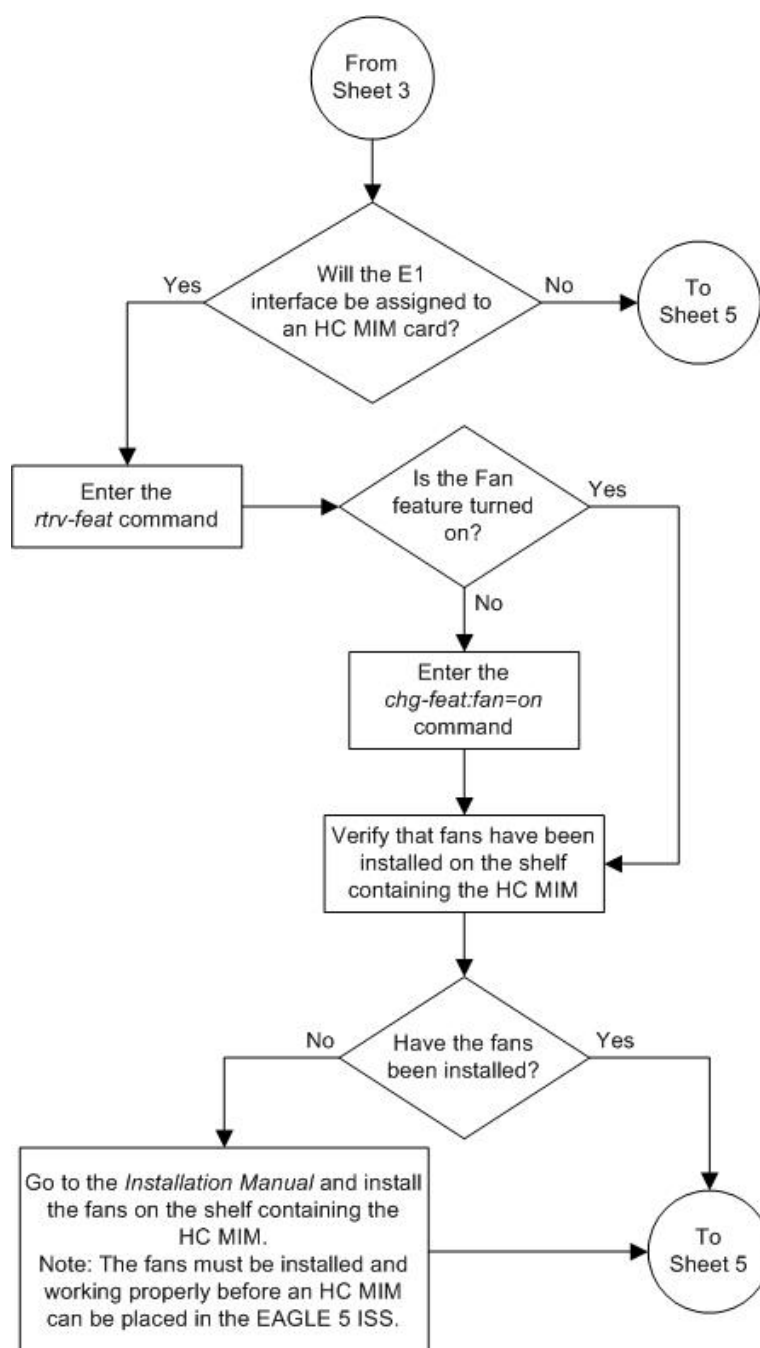 From
Sheet 3
Will the E1
interface be assigned to
an HC MIM card?
Yes
No
To
Sheet 5
Enter the
rtrv-feat command
Is the Fan
feature turned
on?
Yes
No
Enter the
chg-feat:fan=on
command
Verify that fans have been
installed on the shelf
containing the HC MIM
Have the fans
been installed?
No
Yes
Go to the Installation Manual and install
the fans on the shelf containing the
HC MIM.
Note: The fans must be installed and
working properly before an HC MIM
can be placed in the EAGLE 5 ISS.
To
Sheet 5